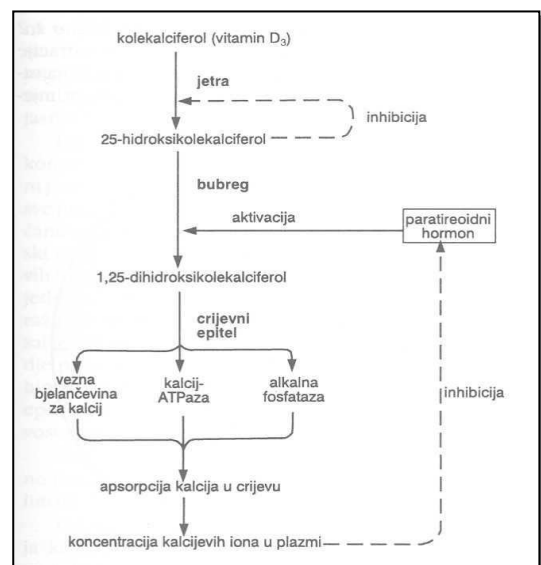 kolekalciferol (vitamin D₃)
jetra
inhibicija
25-hidroksikolekalciferol
bubreg
aktivacija
paratireoidni
hormon
1,25-dihidroksikolekalciferol
crijevni
epitel
vezna
bjelančevina
za kalcij
kalcij-
ATPaza
alkalna
fosfataza
inhibicija
apsorpcija kalcija u crijevu
koncentracija kalcijevih iona u plazmi